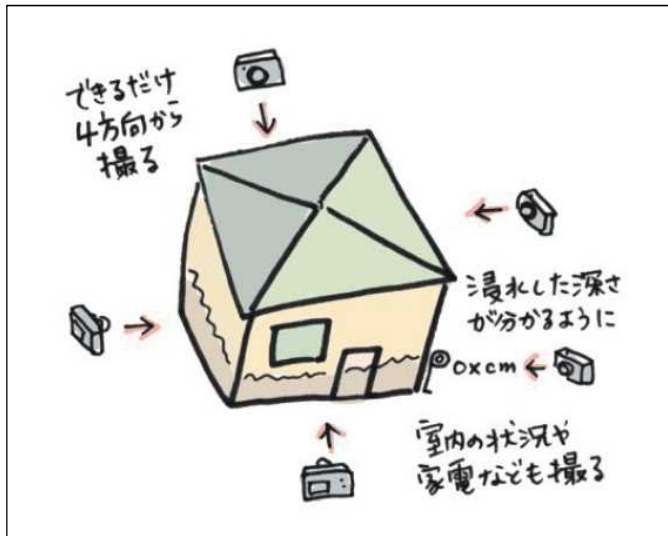 できるだけ
4方向から
撮る
浸水した深さ
が分かるように
○×cm
室内の状況や
家電なども撮る